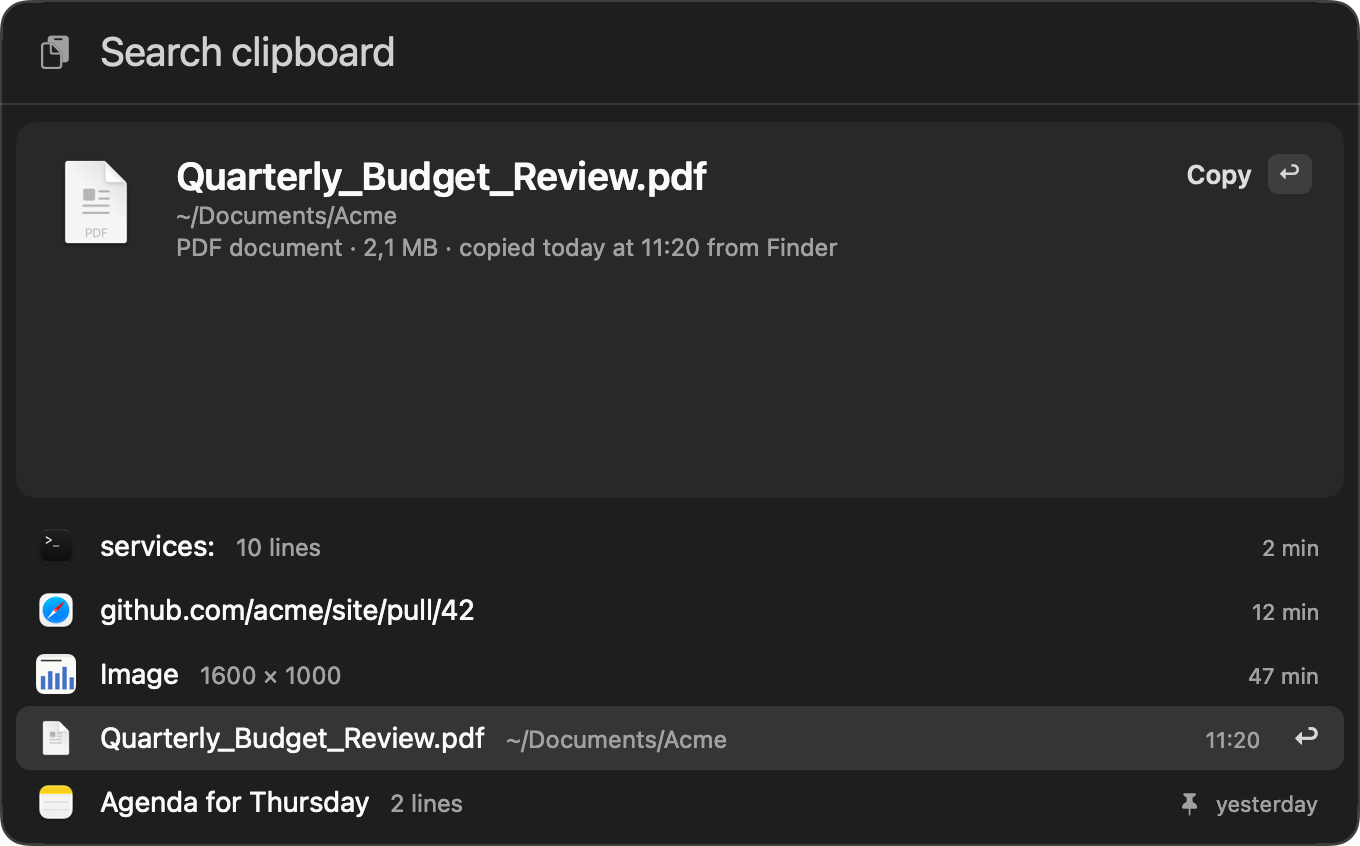 Search clipboard
Quarterly_Budget_Review.pdf
Copy
~/Documents/Acme
PDF
PDF document · 2,1 MB · copied today at 11:20 from Finder
services: 10 lines 2 min
github.com/acme/site/pull/42 12 min
Image 1600 × 1000 47 min
Quarterly_Budget_Review.pdf ~/Documents/Acme 11:20
Agenda for Thursday 2 lines yesterday